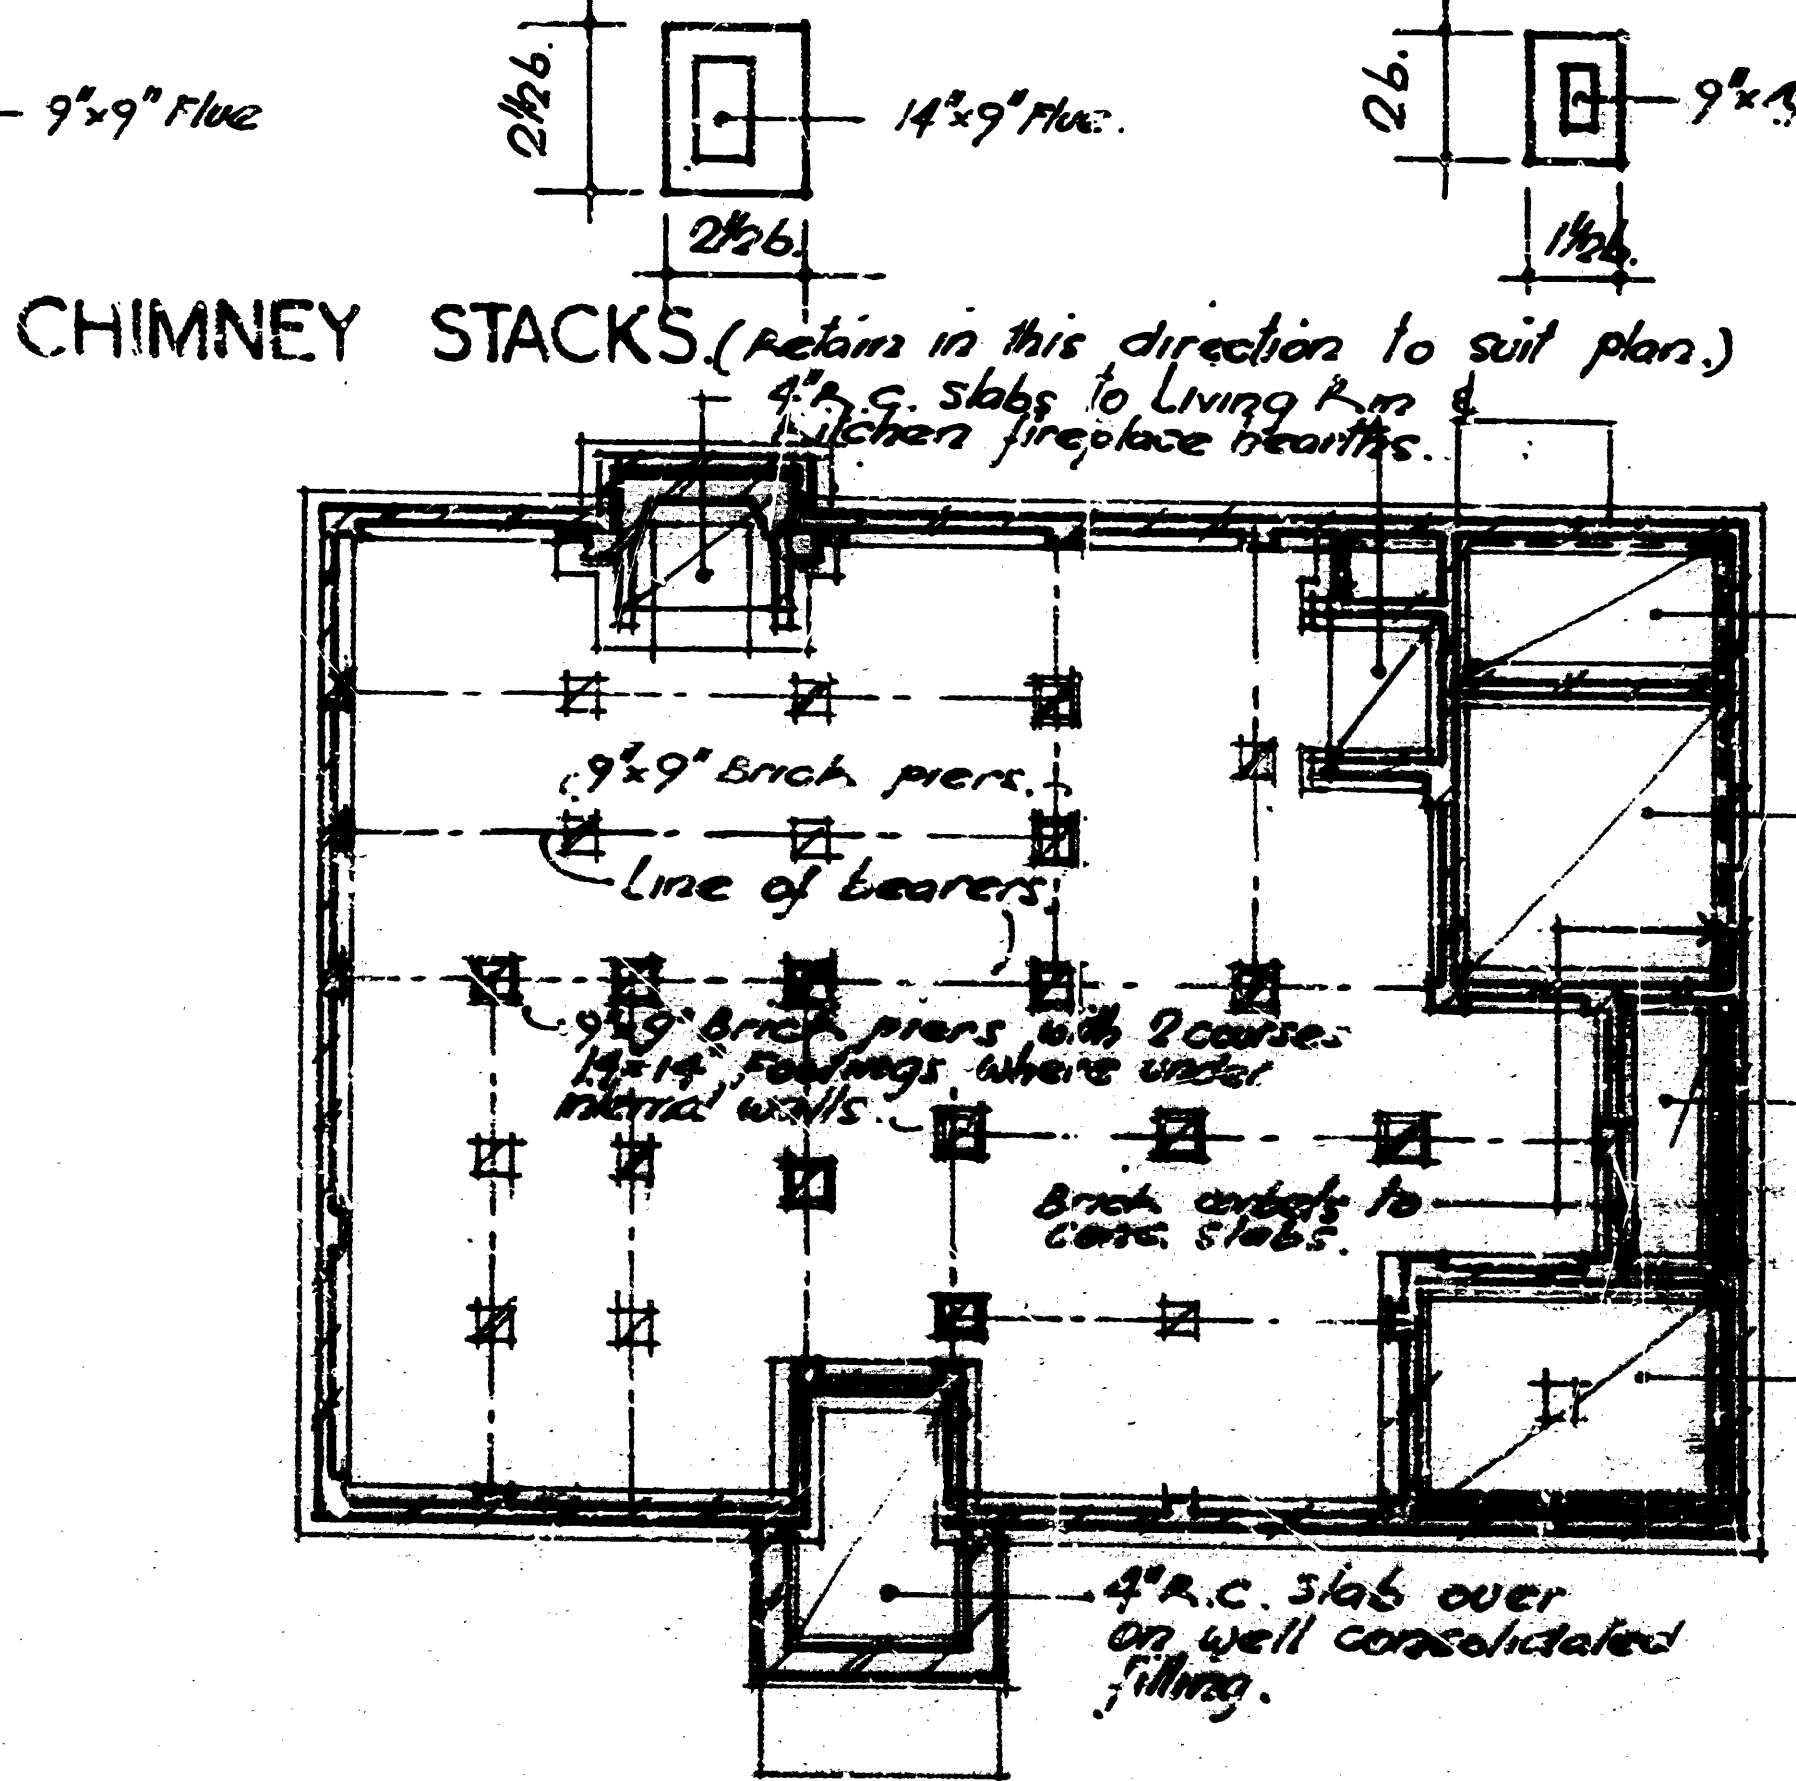 9"x9" Flue
2½b.
14"x9" Flue.
2b.
9"x
2½b.
1½b.
CHIMNEY STACKS. (Retain in this direction to suit plan.)
4" R.C. slabs to Living Rm &
Kitchen fireplace hearths.
9"x9" Brick piers.
Line of bearers.
9"x9" Brick piers with 2 courses
14"x14" Footings where under
internal walls.
Brick corbels to
conc. slabs.
4" R.C. slab over
on well consolidated
filling.